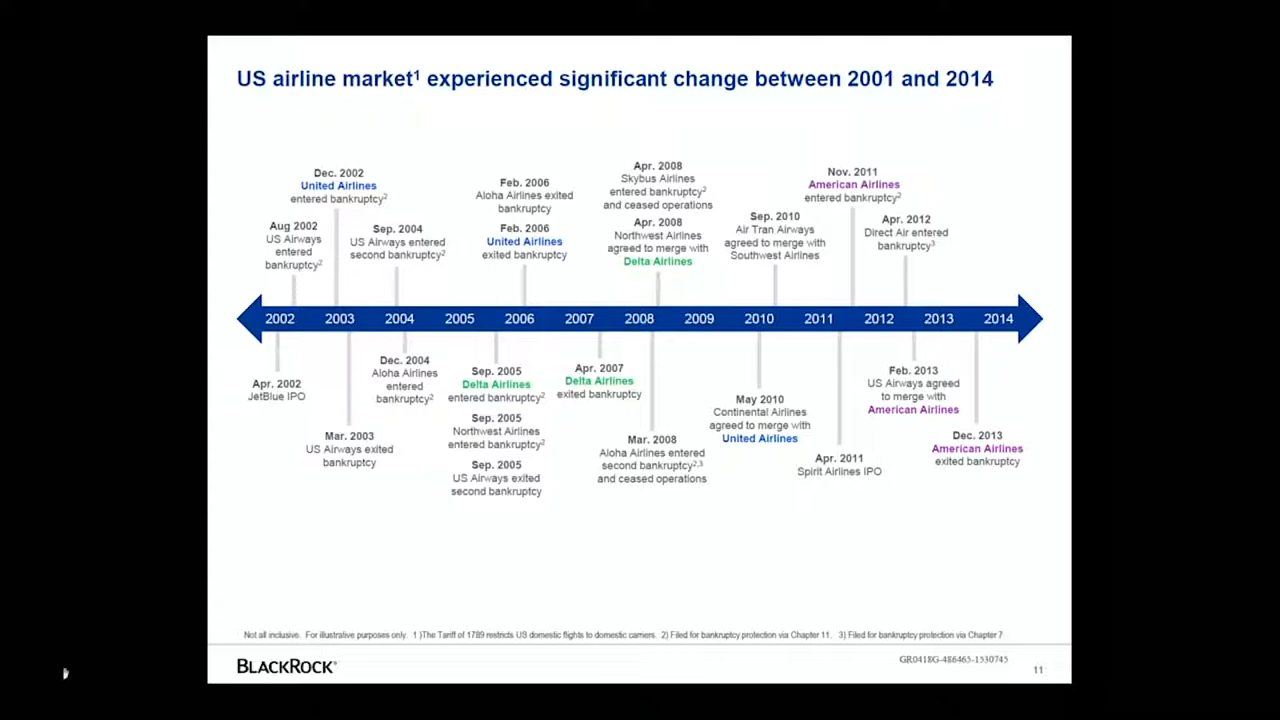 US airline market¹ experienced significant change between 2001 and 2014
Dec. 2002
United Airlines
entered bankruptcy²
Aug 2002
US Airways
entered
bankruptcy²
Sep. 2004
US Airways entered
second bankruptcy²
Feb. 2006
Aloha Airlines exited
bankruptcy
Feb. 2006
United Airlines
exited bankruptcy
Apr. 2008
Skybus Airlines
entered bankruptcy²
and ceased operations
Apr. 2008
Northwest Airlines
agreed to merge with
Delta Airlines
Sep. 2010
Air Tran Airways
agreed to merge with
Southwest Airlines
Nov. 2011
American Airlines
entered bankruptcy²
Apr. 2012
Direct Air entered
bankruptcy³
2002 2003 2004 2005 2006 2007 2008 2009 2010 2011 2012 2013 2014
Apr. 2002
JetBlue IPO
Mar. 2003
US Airways exited
bankruptcy
Dec. 2004
Aloha Airlines
entered
bankruptcy²
Sep. 2005
Delta Airlines
entered bankruptcy²
Sep. 2005
Northwest Airlines
entered bankruptcy²
Sep. 2005
US Airways exited
second bankruptcy
Apr. 2007
Delta Airlines
exited bankruptcy
Mar. 2008
Aloha Airlines entered
second bankruptcy²,³
and ceased operations
May 2010
Continental Airlines
agreed to merge with
United Airlines
Apr. 2011
Spirit Airlines IPO
Feb. 2013
US Airways agreed
to merge with
American Airlines
Dec. 2013
American Airlines
exited bankruptcy
Not all inclusive. For illustrative purposes only. 1 )The Tariff of 1789 restricts US domestic flights to domestic carriers. 2) Filed for bankruptcy protection via Chapter 11. 3) Filed for bankruptcy protection via Chapter 7
BLACKROCK®
GR0418G-486465-1530745
11